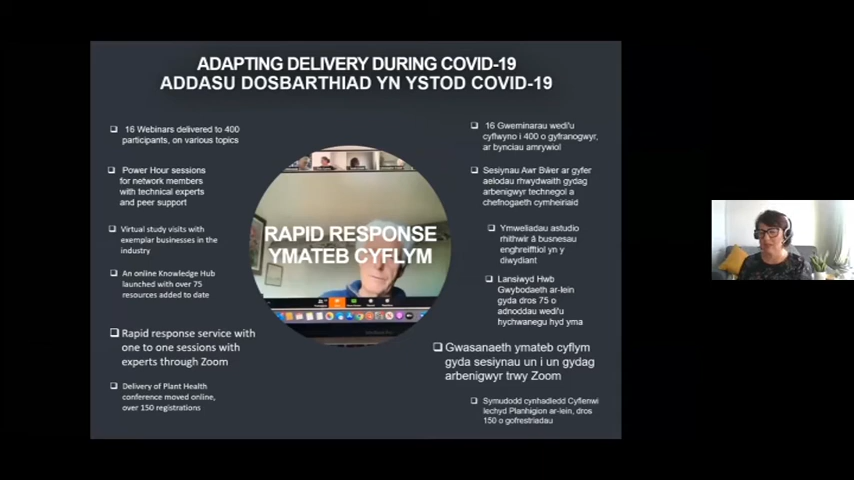 ADAPTING DELIVERY DURING COVID-19
ADDASU DOSBARTHIAD YN YSTOD COVID-19
16 Webinars delivered to 400
participants, on various topics
Power Hour sessions
for network members
with technical experts
and peer support
Virtual study visits with
exemplar businesses in the
industry
An online Knowledge Hub
launched with over 75
resources added to date
Rapid response service with
one to one sessions with
experts through Zoom
Delivery of Plant Health
conference moved online,
over 150 registrations
RAPID RESPONSE
YMATEB CYFLYM
16 Gweminarau wedi'u
cyflwyno i 400 o gyfranogwyr,
ar bynciau amrywiol
Sesiynau Awr Bŵer ar gyfer
aelodau rhwydwaith gydag
arbenigwyr technegol a
chefnogaeth cymheiriaid
Ymweliadau astudio
rhithwir â busnesau
enghreifftiol yn y
diwydiant
Lansiwyd Hwb
Gwybodaeth ar-lein
gyda dros 75 o
adnoddau wedi'u
hychwanegu hyd yma
Gwasanaeth ymateb cyflym
gyda sesiynau un i un gydag
arbenigwyr trwy Zoom
Symudodd cynhadledd Cyflenwi
Iechyd Planhigion ar-lein, dros
150 o gofrestriadau